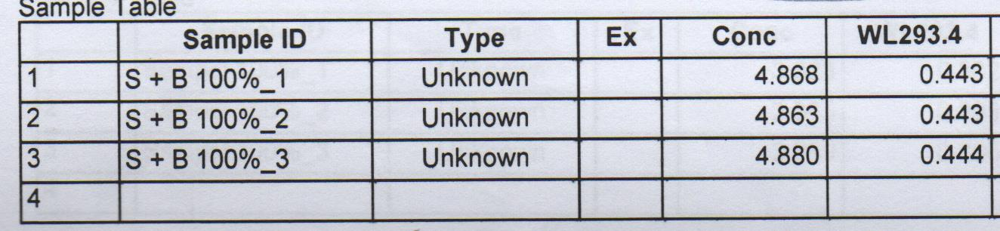 Sample Table
Sample ID Type Ex Conc WL293.4
1 S + B 100%_1 Unknown 4.868 0.443
2 S + B 100%_2 Unknown 4.863 0.443
3 S + B 100%_3 Unknown 4.880 0.444
4